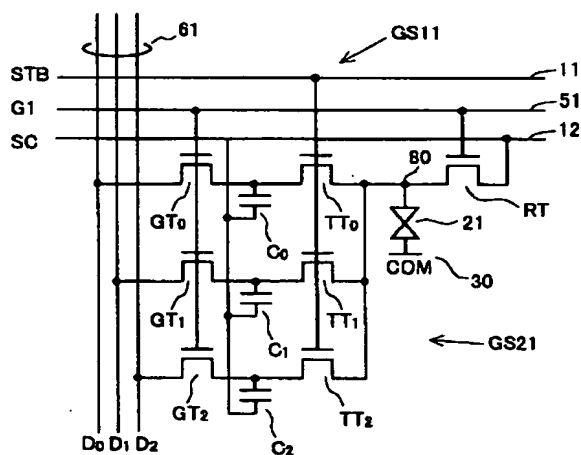 61
GS11
STB
11
G1
51
SC
12
80
GT0
TT0
RT
21
C0
COM
30
GT1
TT1
C1
GS21
GT2
TT2
C2
D0 D1 D2